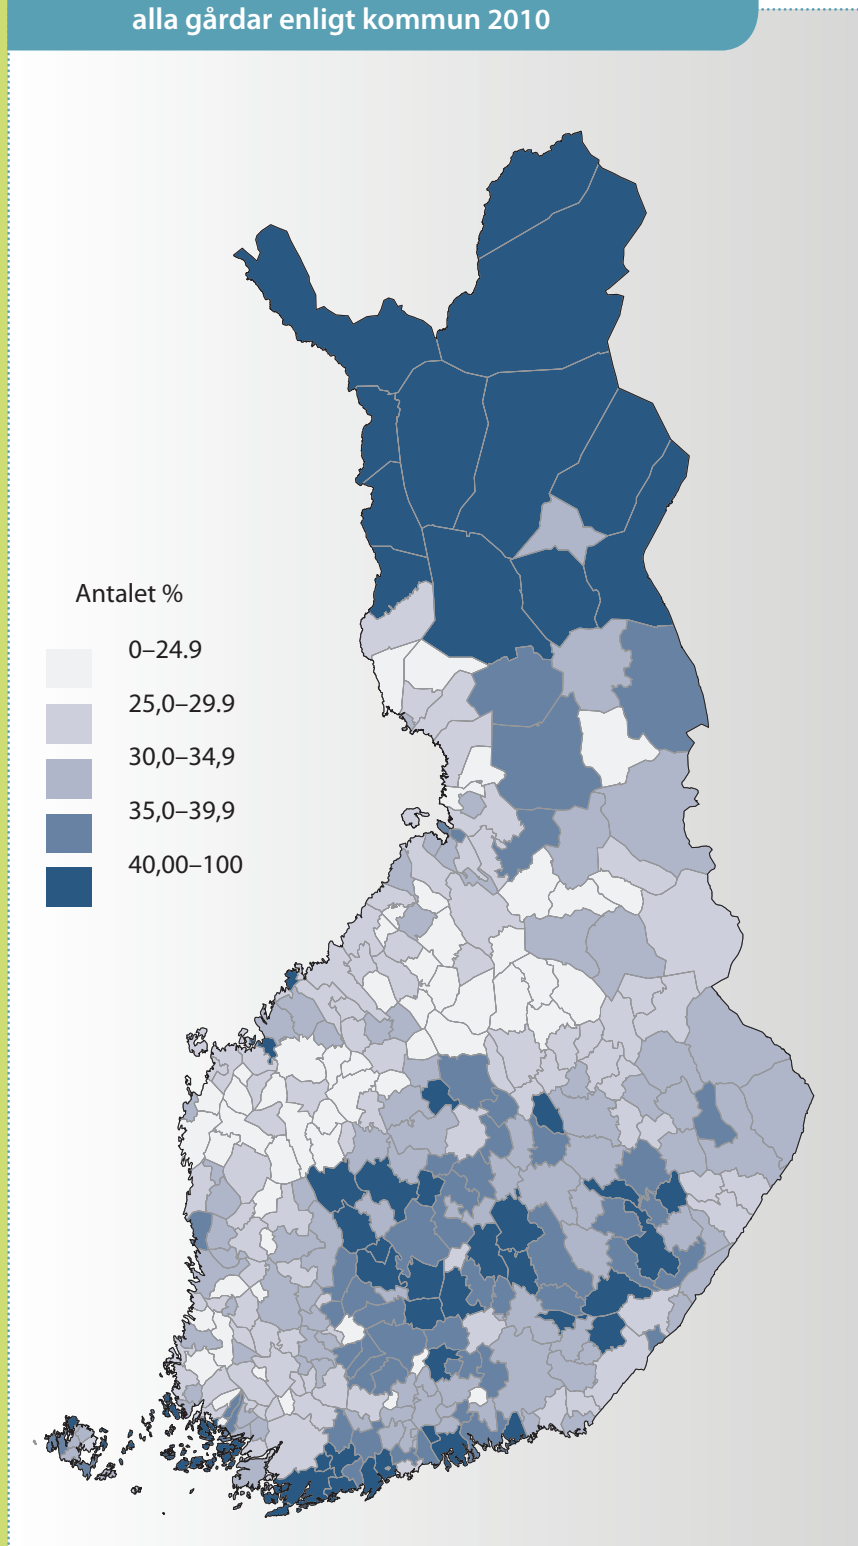 alla gårdar enligt kommun 2010
Antalet %
0–24.9
25,0–29.9
30,0–34,9
35,0–39,9
40,00–100